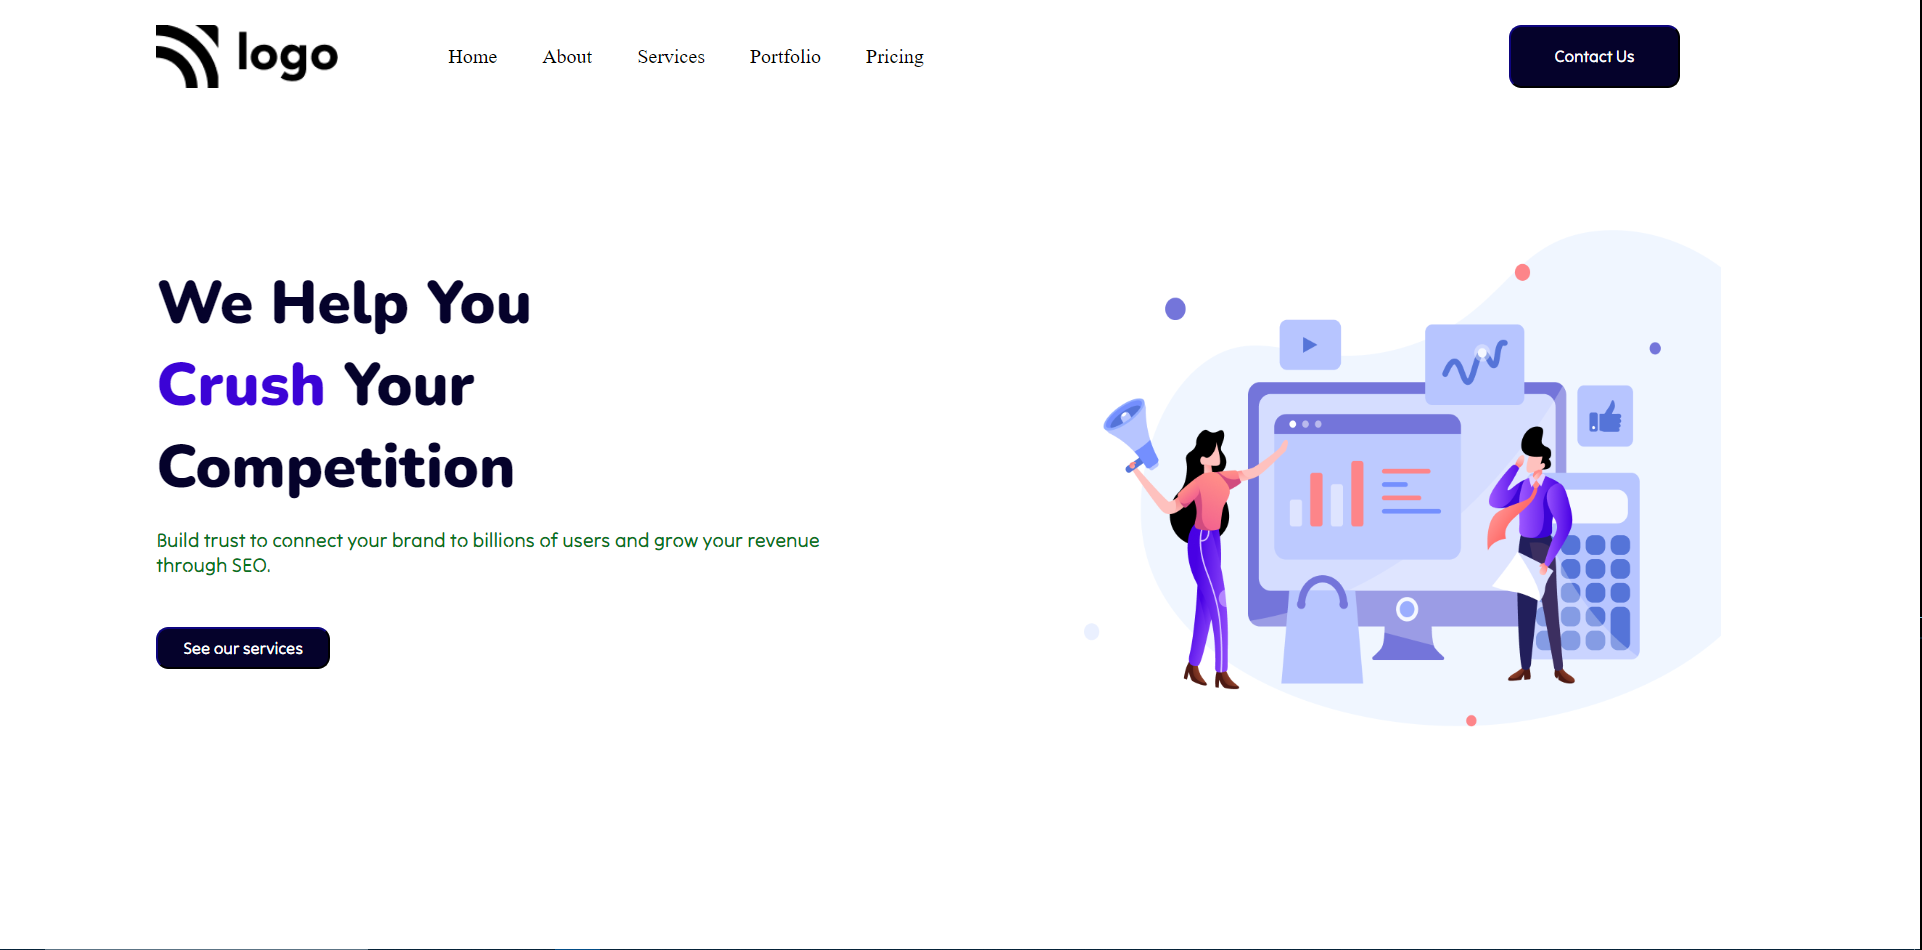 logo
Home About Services Portfolio Pricing
Contact Us
We Help You
Crush Your
Competition
Build trust to connect your brand to billions of users and grow your revenue
through SEO.
See our services